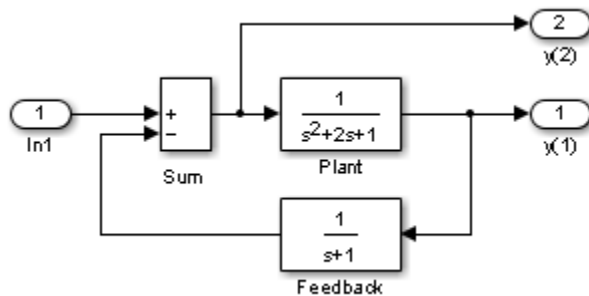 2
y(2)
1
In1
+
−
Sum
1
s²+2s+1
Plant
1
y(1)
1
s+1
Feedback